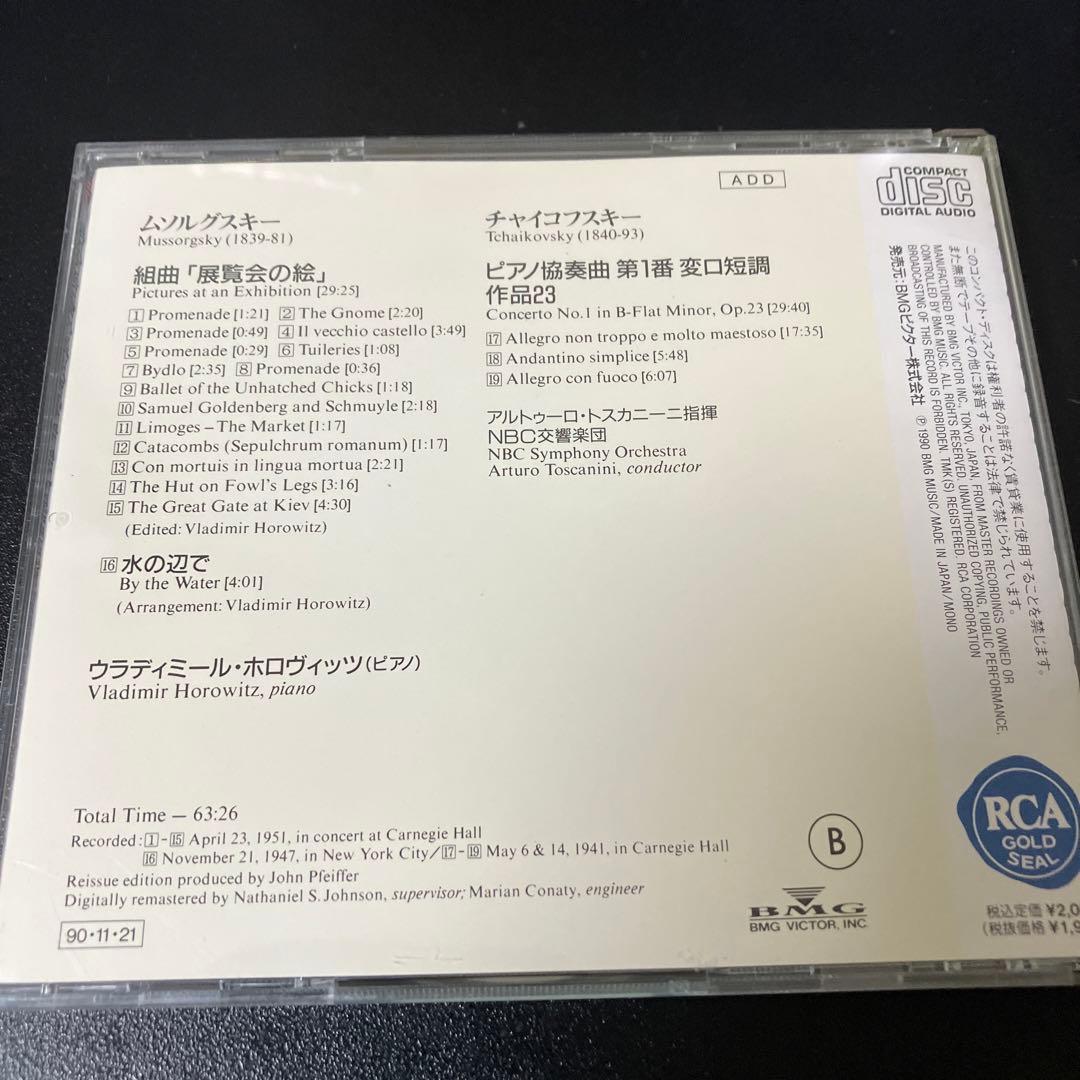 ADD
COMPACT
disc
DIGITAL AUDIO
ムソルグスキー
Mussorgsky (1839-81)
組曲「展覧会の絵」
Pictures at an Exhibition [29:25]
1 Promenade [1:21] 2 The Gnome [2:20]
3 Promenade [0:49] 4 Il vecchio castello [3:49]
5 Promenade [0:29] 6 Tuileries [1:08]
7 Bydlo [2:35] 8 Promenade [0:36]
9 Ballet of the Unhatched Chicks [1:18]
10 Samuel Goldenberg and Schmuyle [2:18]
11 Limoges – The Market [1:17]
12 Catacombs (Sepulchrum romanum) [1:17]
13 Con mortuis in lingua mortua [2:21]
14 The Hut on Fowl's Legs [3:16]
15 The Great Gate at Kiev [4:30]
(Edited: Vladimir Horowitz)
16 水の辺で
By the Water [4:01]
(Arrangement: Vladimir Horowitz)
ウラディミール・ホロヴィッツ(ピアノ)
Vladimir Horowitz, piano
チャイコフスキー
Tchaikovsky (1840-93)
ピアノ協奏曲 第1番 変ロ短調
作品23
Concerto No.1 in B-Flat Minor, Op.23 [29:40]
17 Allegro non troppo e molto maestoso [17:35]
18 Andantino simplice [5:48]
19 Allegro con fuoco [6:07]
アルトゥーロ・トスカニーニ指揮
NBC交響楽団
NBC Symphony Orchestra
Arturo Toscanini, conductor
Total Time – 63:26
Recorded: 1-15 April 23, 1951, in concert at Carnegie Hall
16 November 21, 1947, in New York City/17-19 May 6 & 14, 1941, in Carnegie Hall
Reissue edition produced by John Pfeiffer
Digitally remastered by Nathaniel S. Johnson, supervisor; Marian Conaty, engineer
90・11・21
B
BMG
BMG VICTOR, INC.
このコンパクト・ディスクは権利者の許諾なく賃貸業に使用することを禁じます。
また無断でテープその他に録音することは法律で禁じられています。
MANUFACTURED BY BMG VICTOR INC., TOKYO, JAPAN, FROM MASTER RECORDINGS OWNED OR
CONTROLLED BY BMG MUSIC. ALL RIGHTS RESERVED. UNAUTHORIZED COPYING, PUBLIC PERFORMANCE,
BROADCASTING OF THIS RECORD IS FORBIDDEN. TMK(S) REGISTERED. RCA CORPORATION
発売元:BMGビクター株式会社 ℗ 1990 BMG MUSIC/MADE IN JAPAN/MONO
RCA
GOLD
SEAL
税込定価 ¥2,0
(税抜価格 ¥1,9